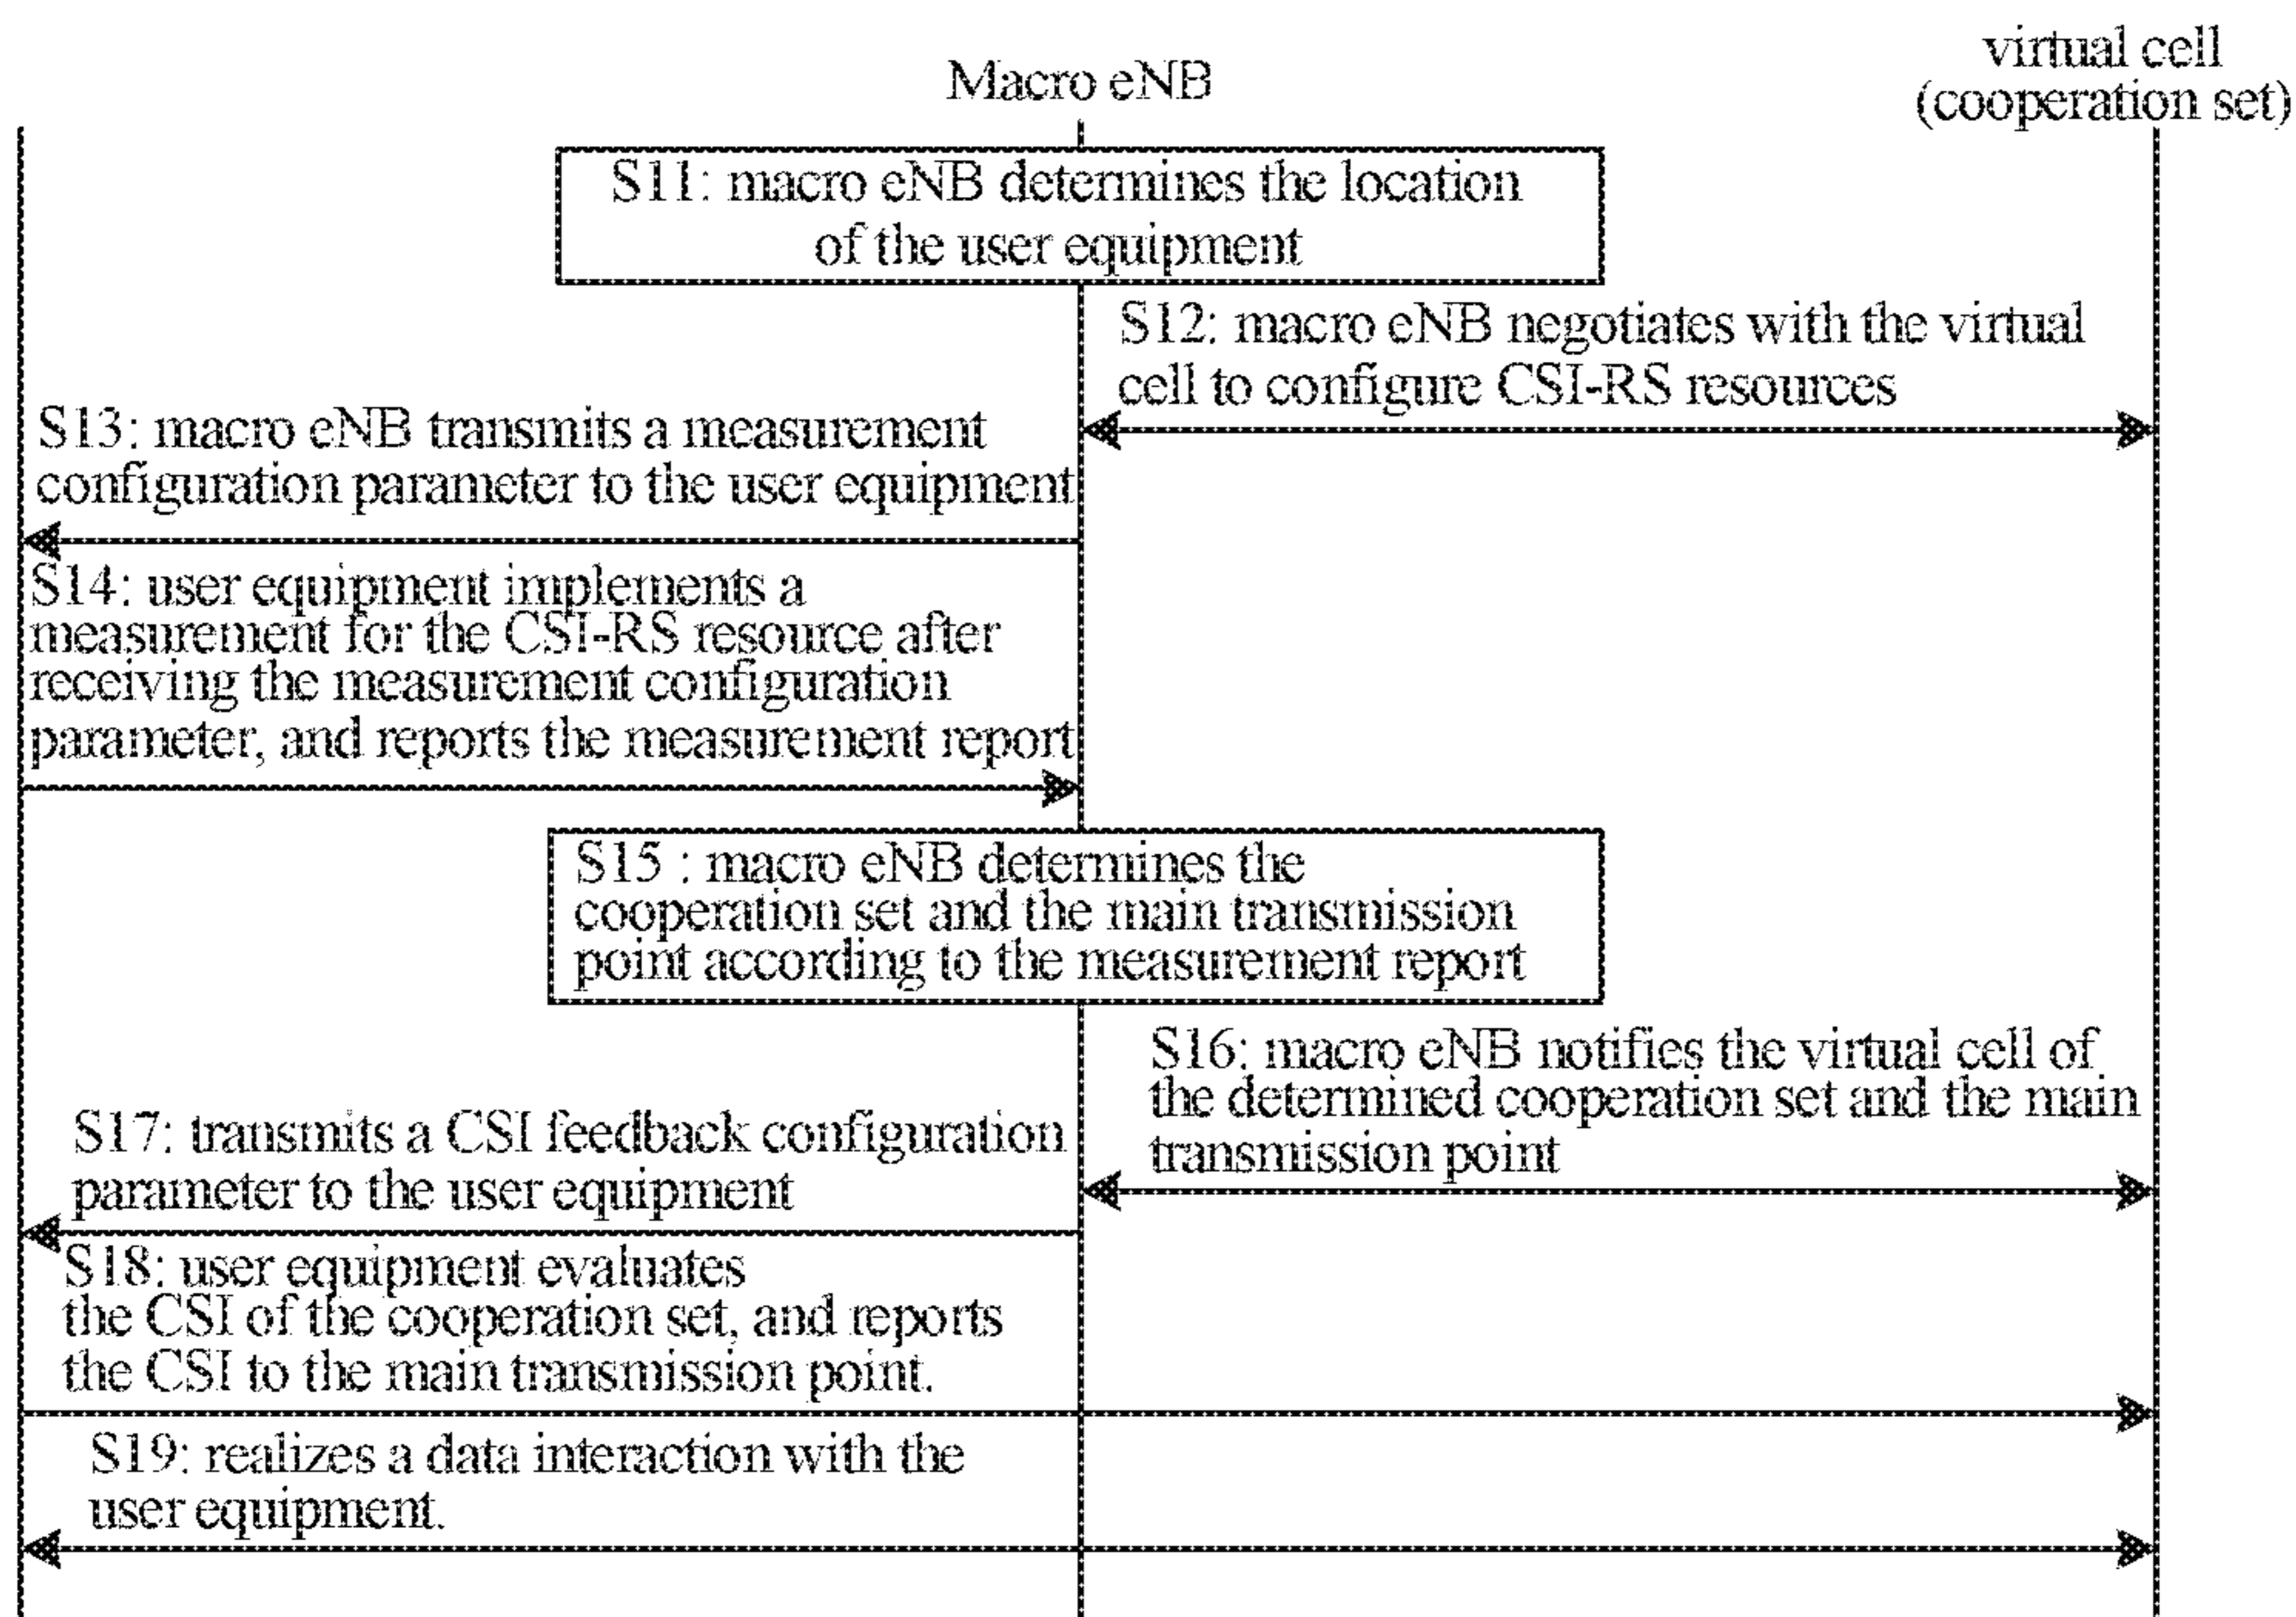 Macro eNB
virtual cell
(cooperation set)
S11: macro eNB determines the location
of the user equipment
S12: macro eNB negotiates with the virtual
cell to configure CSI-RS resources
S13: macro eNB transmits a measurement
configuration parameter to the user equipment
S14: user equipment implements a
measurement for the CSI-RS resource after
receiving the measurement configuration
parameter, and reports the measurement report
S15 : macro eNB determines the
cooperation set and the main transmission
point according to the measurement report
S16: macro eNB notifies the virtual cell of
the determined cooperation set and the main
transmission point
S17: transmits a CSI feedback configuration
parameter to the user equipment
S18: user equipment evaluates
the CSI of the cooperation set, and reports
the CSI to the main transmission point.
S19: realizes a data interaction with the
user equipment.